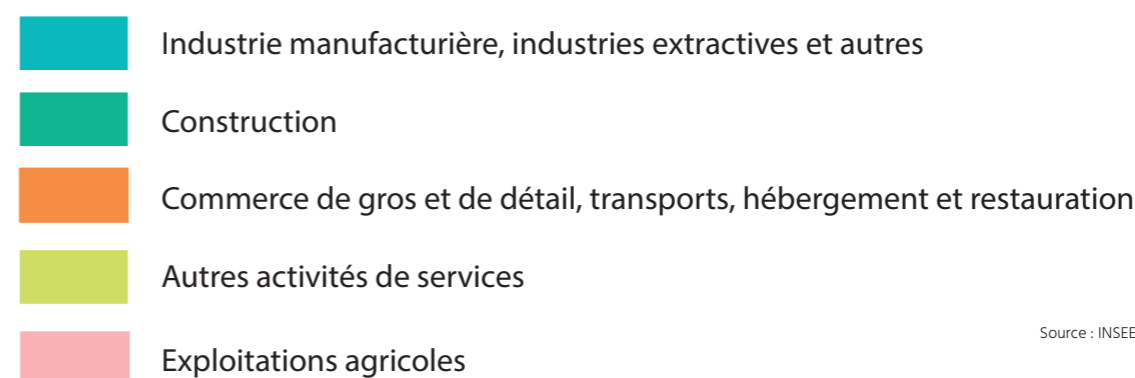 Industrie manufacturière, industries extractives et autres
Construction
Commerce de gros et de détail, transports, hébergement et restauration
Autres activités de services
Source : INSEE
Exploitations agricoles